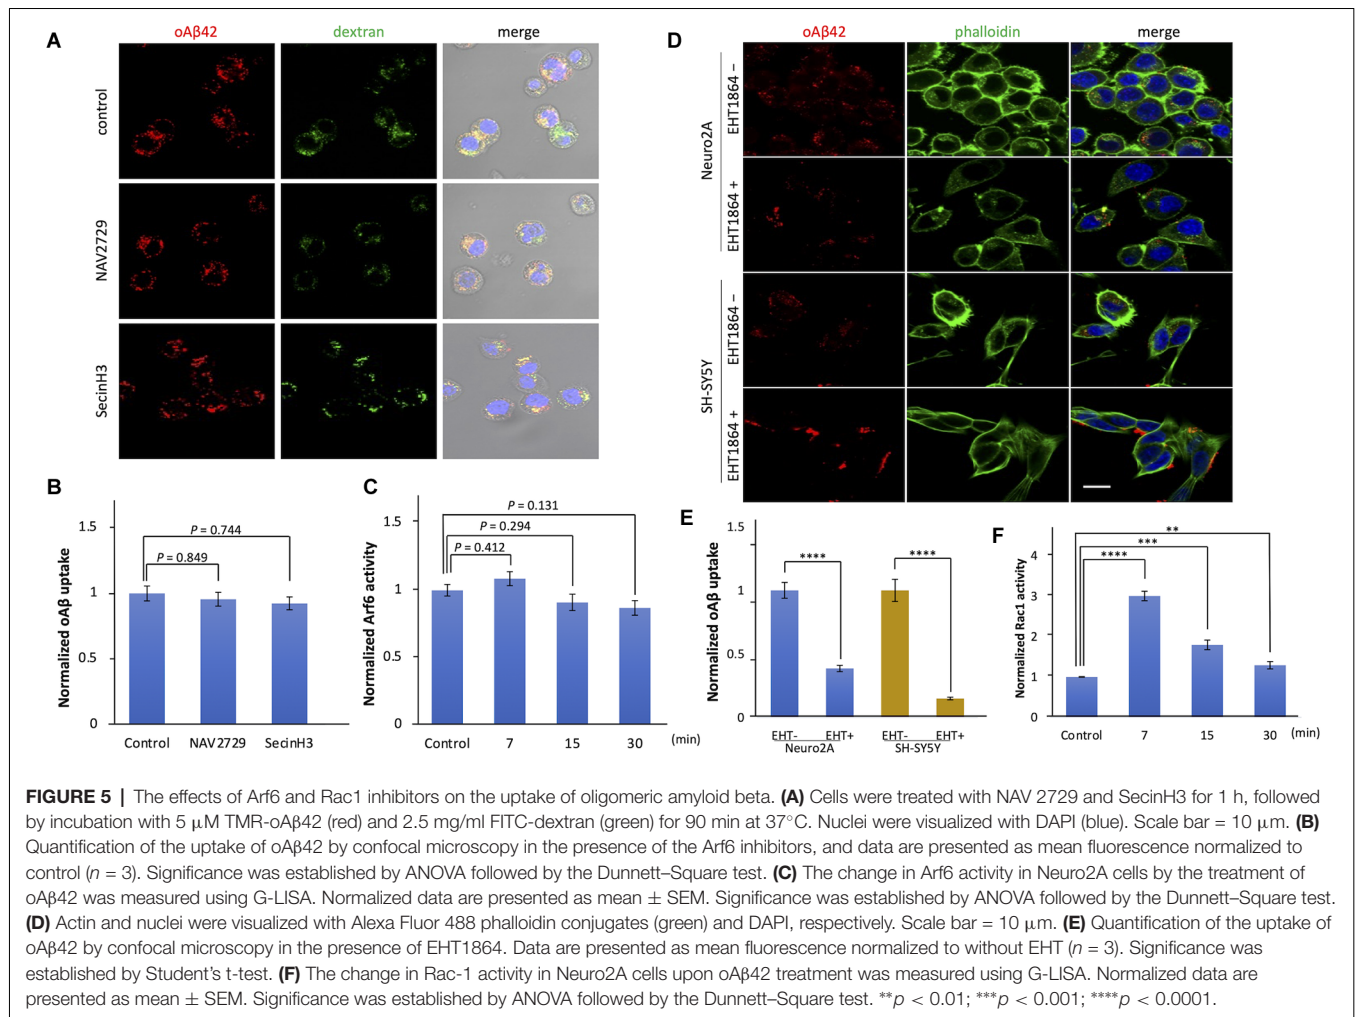 A
oAβ42
dextran
merge
control
NAV2729
SecinH3
D
oAβ42
phalloidin
merge
Neuro2A
EHT1864 −
EHT1864 +
SH-SY5Y
EHT1864 −
EHT1864 +
B
Normalized oAβ uptake
1.5
1
0.5
0
P = 0.744
P = 0.849
Control
NAV2729
SecinH3
C
Normalized Arf6 activity
1.5
1
0.5
0
P = 0.131
P = 0.294
P = 0.412
Control
7
15
30
(min)
E
Normalized oAβ uptake
1.5
1
0.5
0
****
****
EHT-
EHT+
EHT-
EHT+
Neuro2A
SH-SY5Y
F
Normalized Rac1 activity
4
3
2
1
0
**
***
****
Control
7
15
30
(min)
FIGURE 5 | The effects of Arf6 and Rac1 inhibitors on the uptake of oligomeric amyloid beta. (A) Cells were treated with NAV 2729 and SecinH3 for 1 h, followed
by incubation with 5 μM TMR-oAβ42 (red) and 2.5 mg/ml FITC-dextran (green) for 90 min at 37°C. Nuclei were visualized with DAPI (blue). Scale bar = 10 μm. (B)
Quantification of the uptake of oAβ42 by confocal microscopy in the presence of the Arf6 inhibitors, and data are presented as mean fluorescence normalized to
control (n = 3). Significance was established by ANOVA followed by the Dunnett–Square test. (C) The change in Arf6 activity in Neuro2A cells by the treatment of
oAβ42 was measured using G-LISA. Normalized data are presented as mean ± SEM. Significance was established by ANOVA followed by the Dunnett–Square test.
(D) Actin and nuclei were visualized with Alexa Fluor 488 phalloidin conjugates (green) and DAPI, respectively. Scale bar = 10 μm. (E) Quantification of the uptake of
oAβ42 by confocal microscopy in the presence of EHT1864. Data are presented as mean fluorescence normalized to without EHT (n = 3). Significance was
established by Student's t-test. (F) The change in Rac-1 activity in Neuro2A cells upon oAβ42 treatment was measured using G-LISA. Normalized data are
presented as mean ± SEM. Significance was established by ANOVA followed by the Dunnett–Square test. **p < 0.01; ***p < 0.001; ****p < 0.0001.